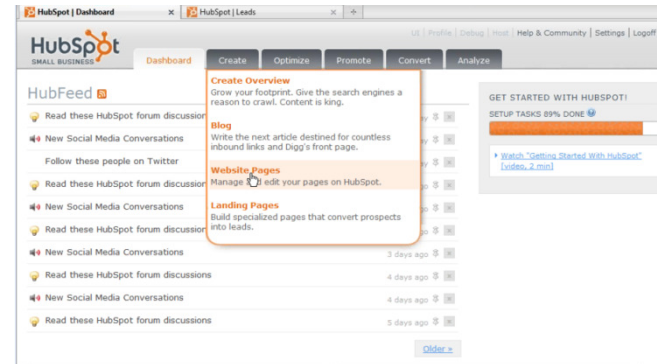 HubSpot | Dashboard
HubSpot | Leads
UI | Profile | Debug | Host | Help & Community | Settings | Logoff
HubSpot
SMALL BUSINESS
Dashboard
Create
Optimize
Promote
Convert
Analyze
Create Overview
Grow your footprint. Give the search engines a
reason to crawl. Content is king.
Blog
Write the next article destined for countless
inbound links and Digg's front page.
Website Pages
Manage edit your pages on HubSpot.
Landing Pages
Build specialized pages that convert prospects
into leads.
HubFeed
Read these HubSpot forum discussion
New Social Media Conversations
Follow these people on Twitter
Read these HubSpot forum discussion
New Social Media Conversations
Read these HubSpot forum discussion
New Social Media Conversations
3 days ago
Read these HubSpot forum discussions
4 days ago
New Social Media Conversations
4 days ago
Read these HubSpot forum discussions
5 days ago
Older »
GET STARTED WITH HUBSPOT!
SETUP TASKS 89% DONE
Watch "Getting Started With HubSpot"
[video, 2 min]